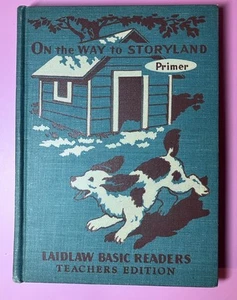 ON the WAY to STORYLAND
Primer
LAIDLAW BASIC READERS
TEACHERS EDITION